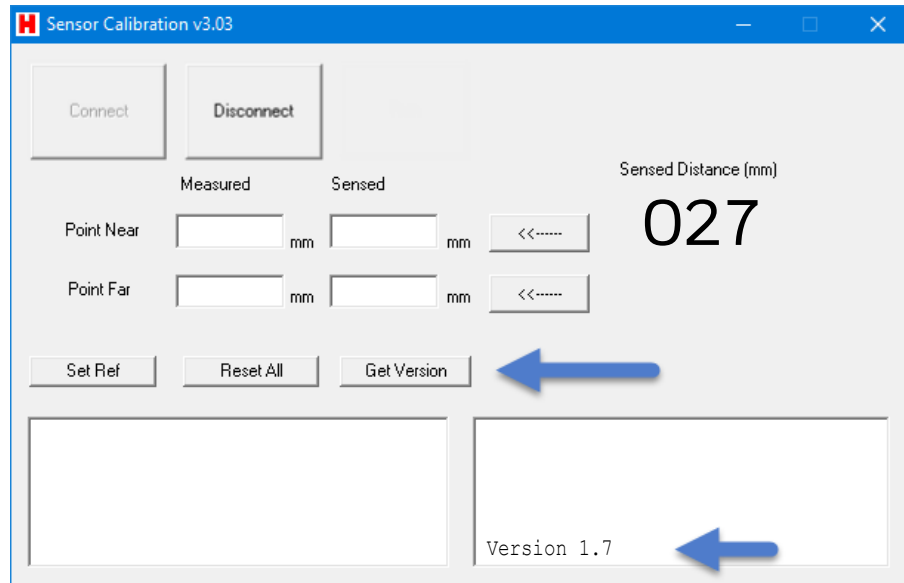 H Sensor Calibration v3.03
Connect Disconnect
Sensed Distance (mm)
Measured Sensed
027
Point Near mm mm <<------
Point Far mm mm <<------
Set Ref Reset All Get Version
Version 1.7